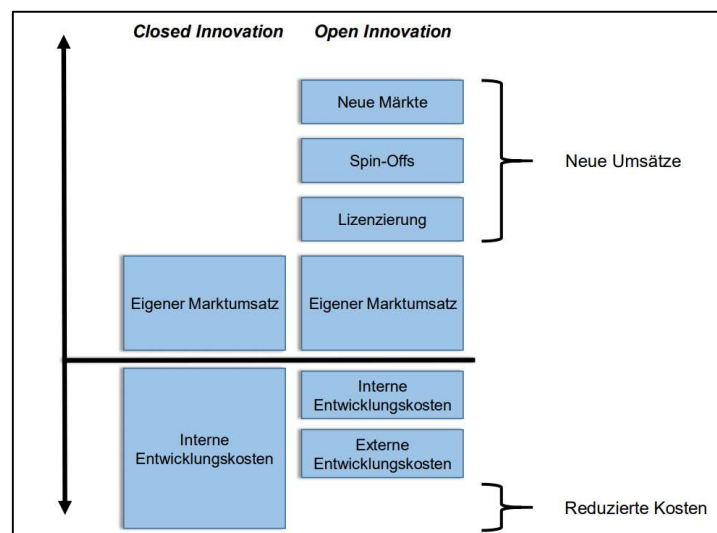 Closed Innovation
Open Innovation
Neue Märkte
Spin-Offs
Neue Umsätze
Lizenzierung
Eigener Marktumsatz
Eigener Marktumsatz
Interne
Entwicklungskosten
Interne
Entwicklungskosten
Externe
Entwicklungskosten
Reduzierte Kosten